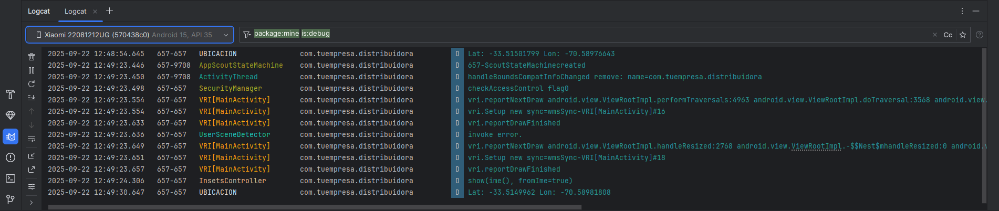 Logcat Logcat
Xiaomi 22081212UG (570438c0) Android 15, API 35 package:mine is:debug Cc
2025-09-22 12:48:54.645 657-657 UBICACION com.tuempresa.distribuidora D Lat: -33.51501799 Lon: -70.58976643
2025-09-22 12:49:23.446 657-9708 AppScoutStateMachine com.tuempresa.distribuidora D 657-ScoutStateMachinecreated
2025-09-22 12:49:23.450 657-9708 ActivityThread com.tuempresa.distribuidora D handleBoundsCompatInfoChanged remove: name=com.tuempresa.distribuidora
2025-09-22 12:49:23.498 657-657 SecurityManager com.tuempresa.distribuidora D checkAccessControl flag0
2025-09-22 12:49:23.554 657-657 VRI[MainActivity] com.tuempresa.distribuidora D vri.reportNextDraw android.view.ViewRootImpl.performTraversals:4963 android.view.ViewRootImpl.doTraversal:3568 android.view.
2025-09-22 12:49:23.554 657-657 VRI[MainActivity] com.tuempresa.distribuidora D vri.Setup new sync=wmsSync-VRI[MainActivity]#16
2025-09-22 12:49:23.633 657-657 VRI[MainActivity] com.tuempresa.distribuidora D vri.reportDrawFinished
2025-09-22 12:49:23.636 657-657 UserSceneDetector com.tuempresa.distribuidora D invoke error.
2025-09-22 12:49:23.649 657-657 VRI[MainActivity] com.tuempresa.distribuidora D vri.reportNextDraw android.view.ViewRootImpl.handleResized:2768 android.view.ViewRootImpl.-$$Nest$mhandleResized:0 android.v
2025-09-22 12:49:23.651 657-657 VRI[MainActivity] com.tuempresa.distribuidora D vri.Setup new sync=wmsSync-VRI[MainActivity]#18
2025-09-22 12:49:23.657 657-657 VRI[MainActivity] com.tuempresa.distribuidora D vri.reportDrawFinished
2025-09-22 12:49:24.306 657-657 InsetsController com.tuempresa.distribuidora D show(ime(), fromIme=true)
2025-09-22 12:49:30.647 657-657 UBICACION com.tuempresa.distribuidora D Lat: -33.5149962 Lon: -70.58981808